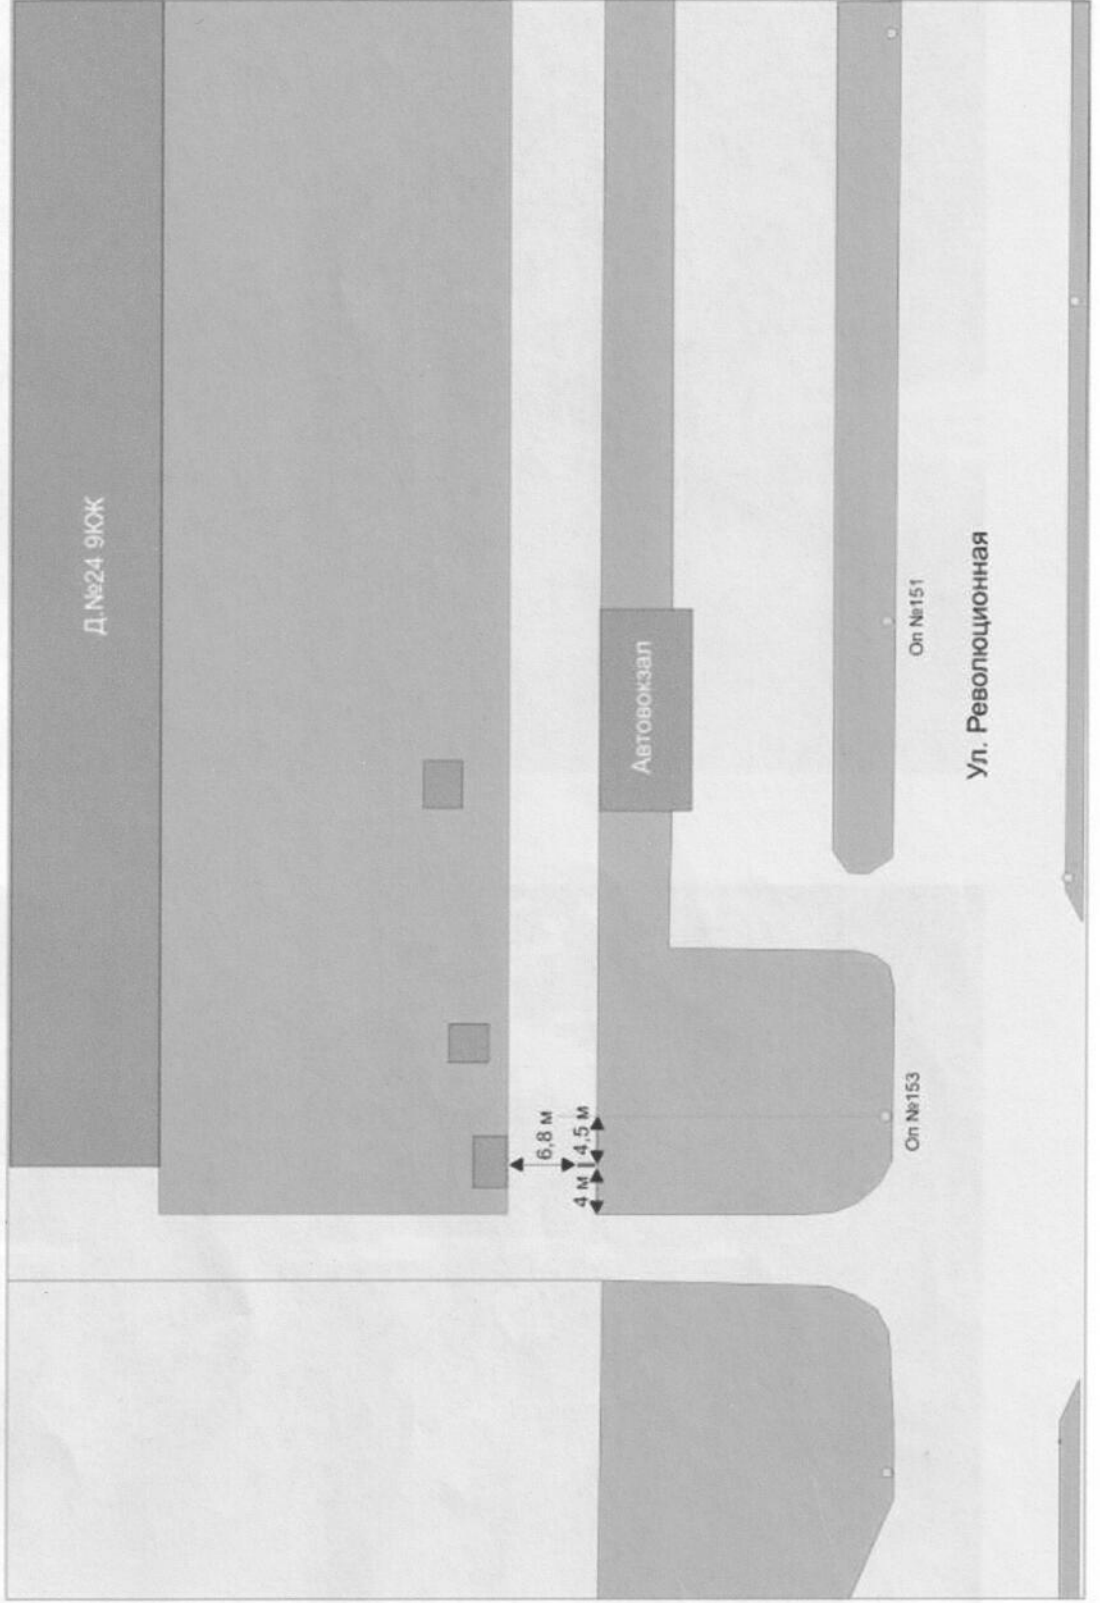 Д.№24 9ЮЖ
Автовокзал
6,8 м
4 м
4,5 м
Оп №151
Оп №153
Ул. Революционная